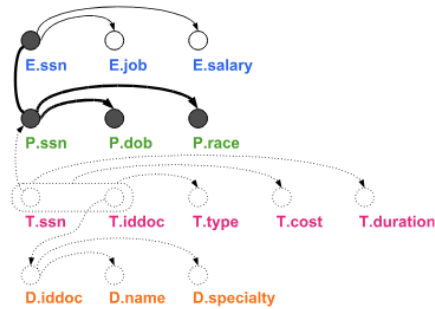 E.ssn E.job E.salary
P.ssn P.dob P.race
T.ssn T.iddoc T.type T.cost T.duration
D.iddoc D.name D.specialty